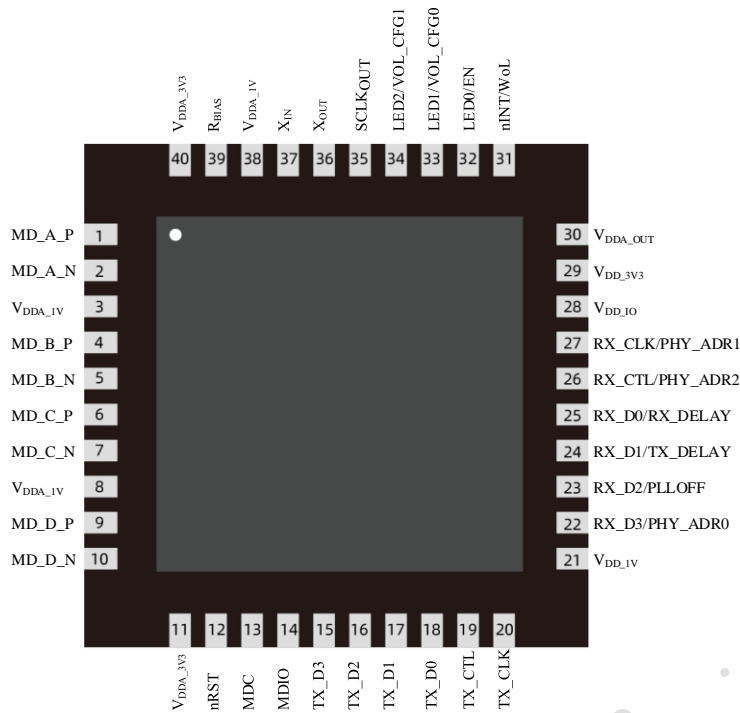 VDDA_3V3
RBIAS
VDDA_1V
XIN
XOUT
SCLKOUT
LED2/VOL_CFG1
LED1/VOL_CFG0
LED0/EN
nINT/WoL
40 39 38 37 36 35 34 33 32 31
MD_A_P 1
MD_A_N 2
VDDA_1V 3
MD_B_P 4
MD_B_N 5
MD_C_P 6
MD_C_N 7
VDDA_1V 8
MD_D_P 9
MD_D_N 10
30 VDDA_OUT
29 VDD_3V3
28 VDD_IO
27 RX_CLK/PHY_ADR1
26 RX_CTL/PHY_ADR2
25 RX_D0/RX_DELAY
24 RX_D1/TX_DELAY
23 RX_D2/PLLOFF
22 RX_D3/PHY_ADR0
21 VDD_1V
11 12 13 14 15 16 17 18 19 20
VDDA_3V3
nRST
MDC
MDIO
TX_D3
TX_D2
TX_D1
TX_D0
TX_CTL
TX_CLK